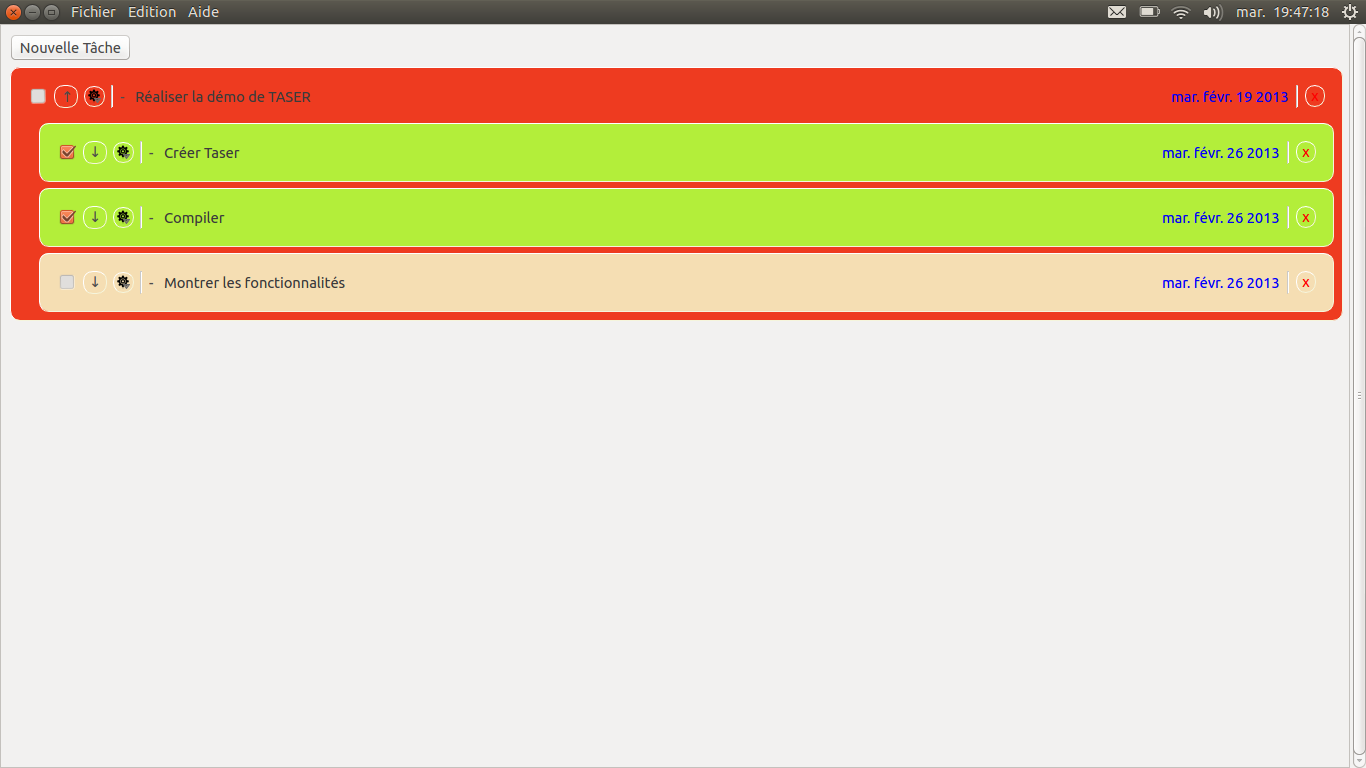 Fichier Edition Aide mar. 19:47:18
Nouvelle Tâche
- Réaliser la démo de TASER mar. févr. 19 2013 x
- Créer Taser mar. févr. 26 2013 x
- Compiler mar. févr. 26 2013 x
- Montrer les fonctionnalités mar. févr. 26 2013 x